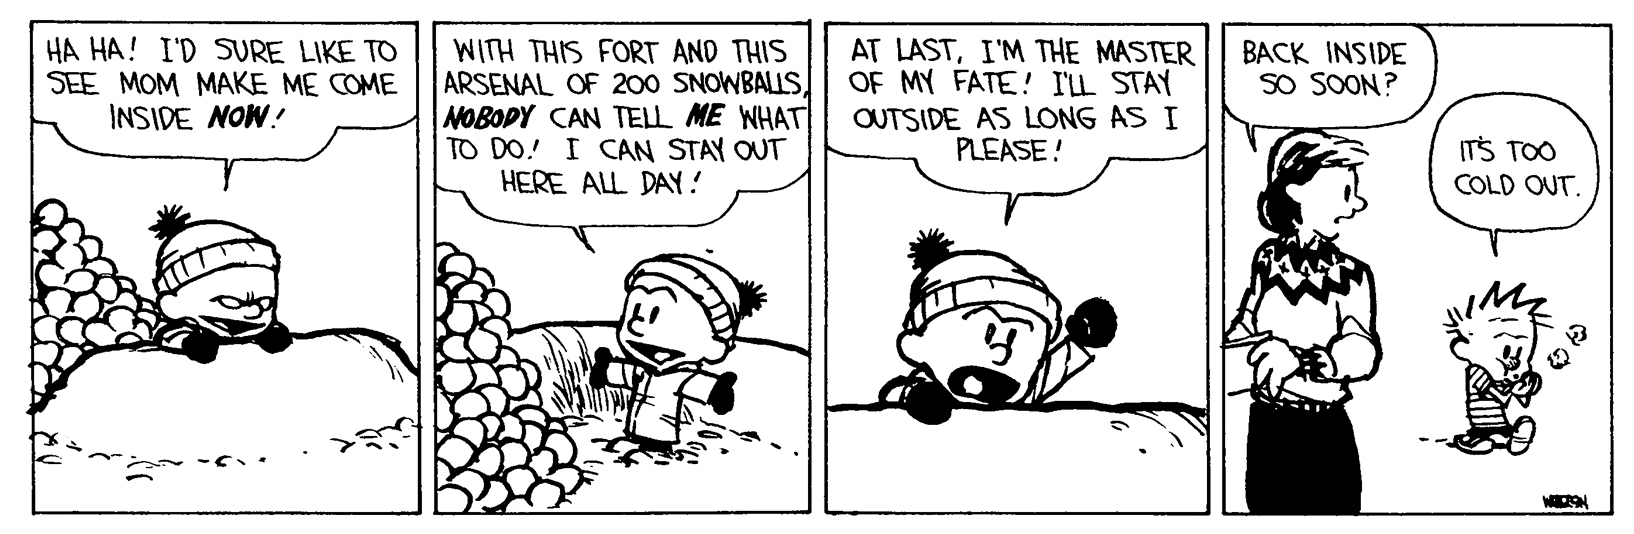 HA HA! I'D SURE LIKE TO
SEE MOM MAKE ME COME
INSIDE NOW!
WITH THIS FORT AND THIS
ARSENAL OF 200 SNOWBALLS,
NOBODY CAN TELL ME WHAT
TO DO! I CAN STAY OUT
HERE ALL DAY!
AT LAST, I'M THE MASTER
OF MY FATE! I'LL STAY
OUTSIDE AS LONG AS I
PLEASE!
BACK INSIDE
SO SOON?
IT'S TOO
COLD OUT.
WATTERSON